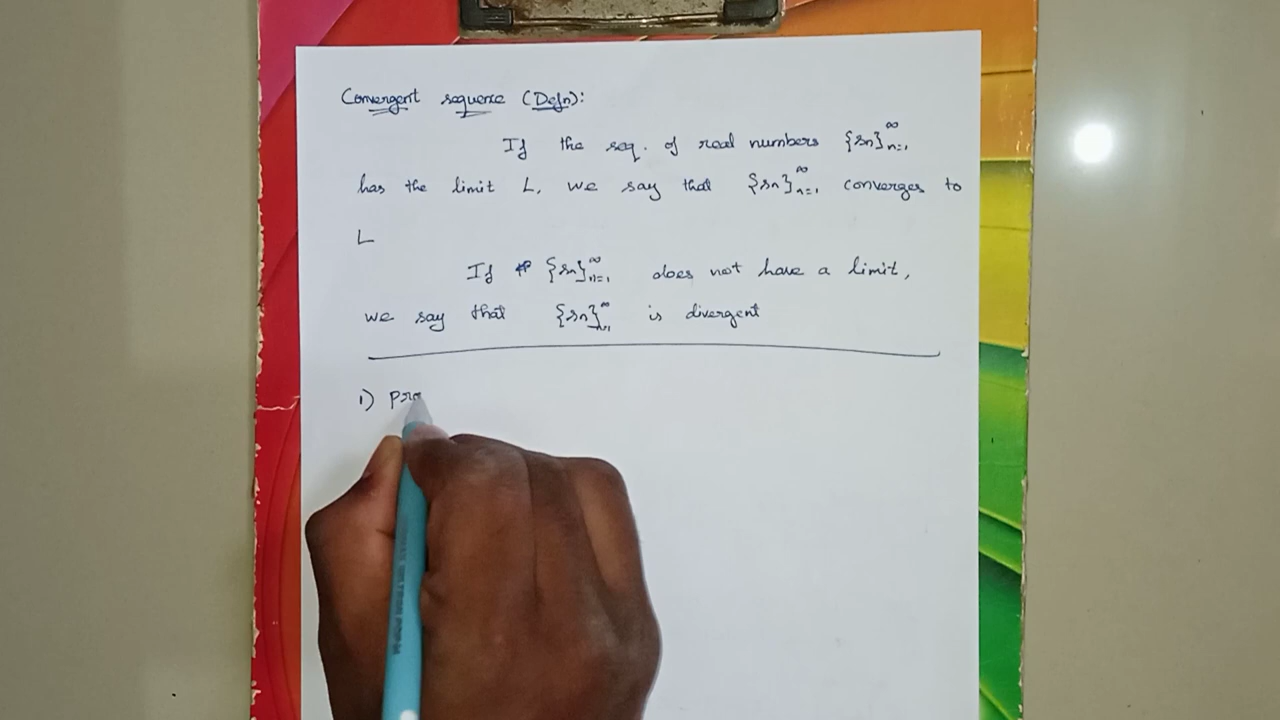 Convergent sequence (Defn):
If the seq. of real numbers {sn}∞n=1
has the limit L, we say that {sn}∞n=1 converges to
L
If {sn}∞n=1 does not have a limit,
we say that {sn}∞n=1 is divergent
1) Pro